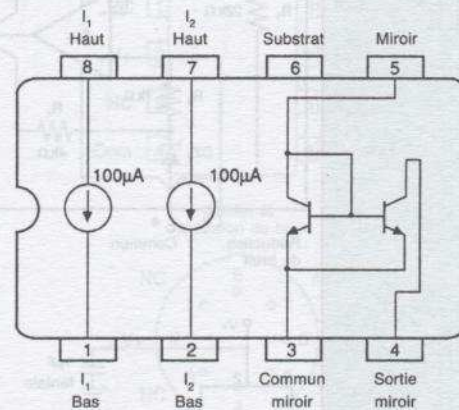 I₁ I₂
Haut Haut Substrat Miroir
8 7 6 5
100µA 100µA
1 2 3 4
I₁ I₂ Commun Sortie
Bas Bas miroir miroir